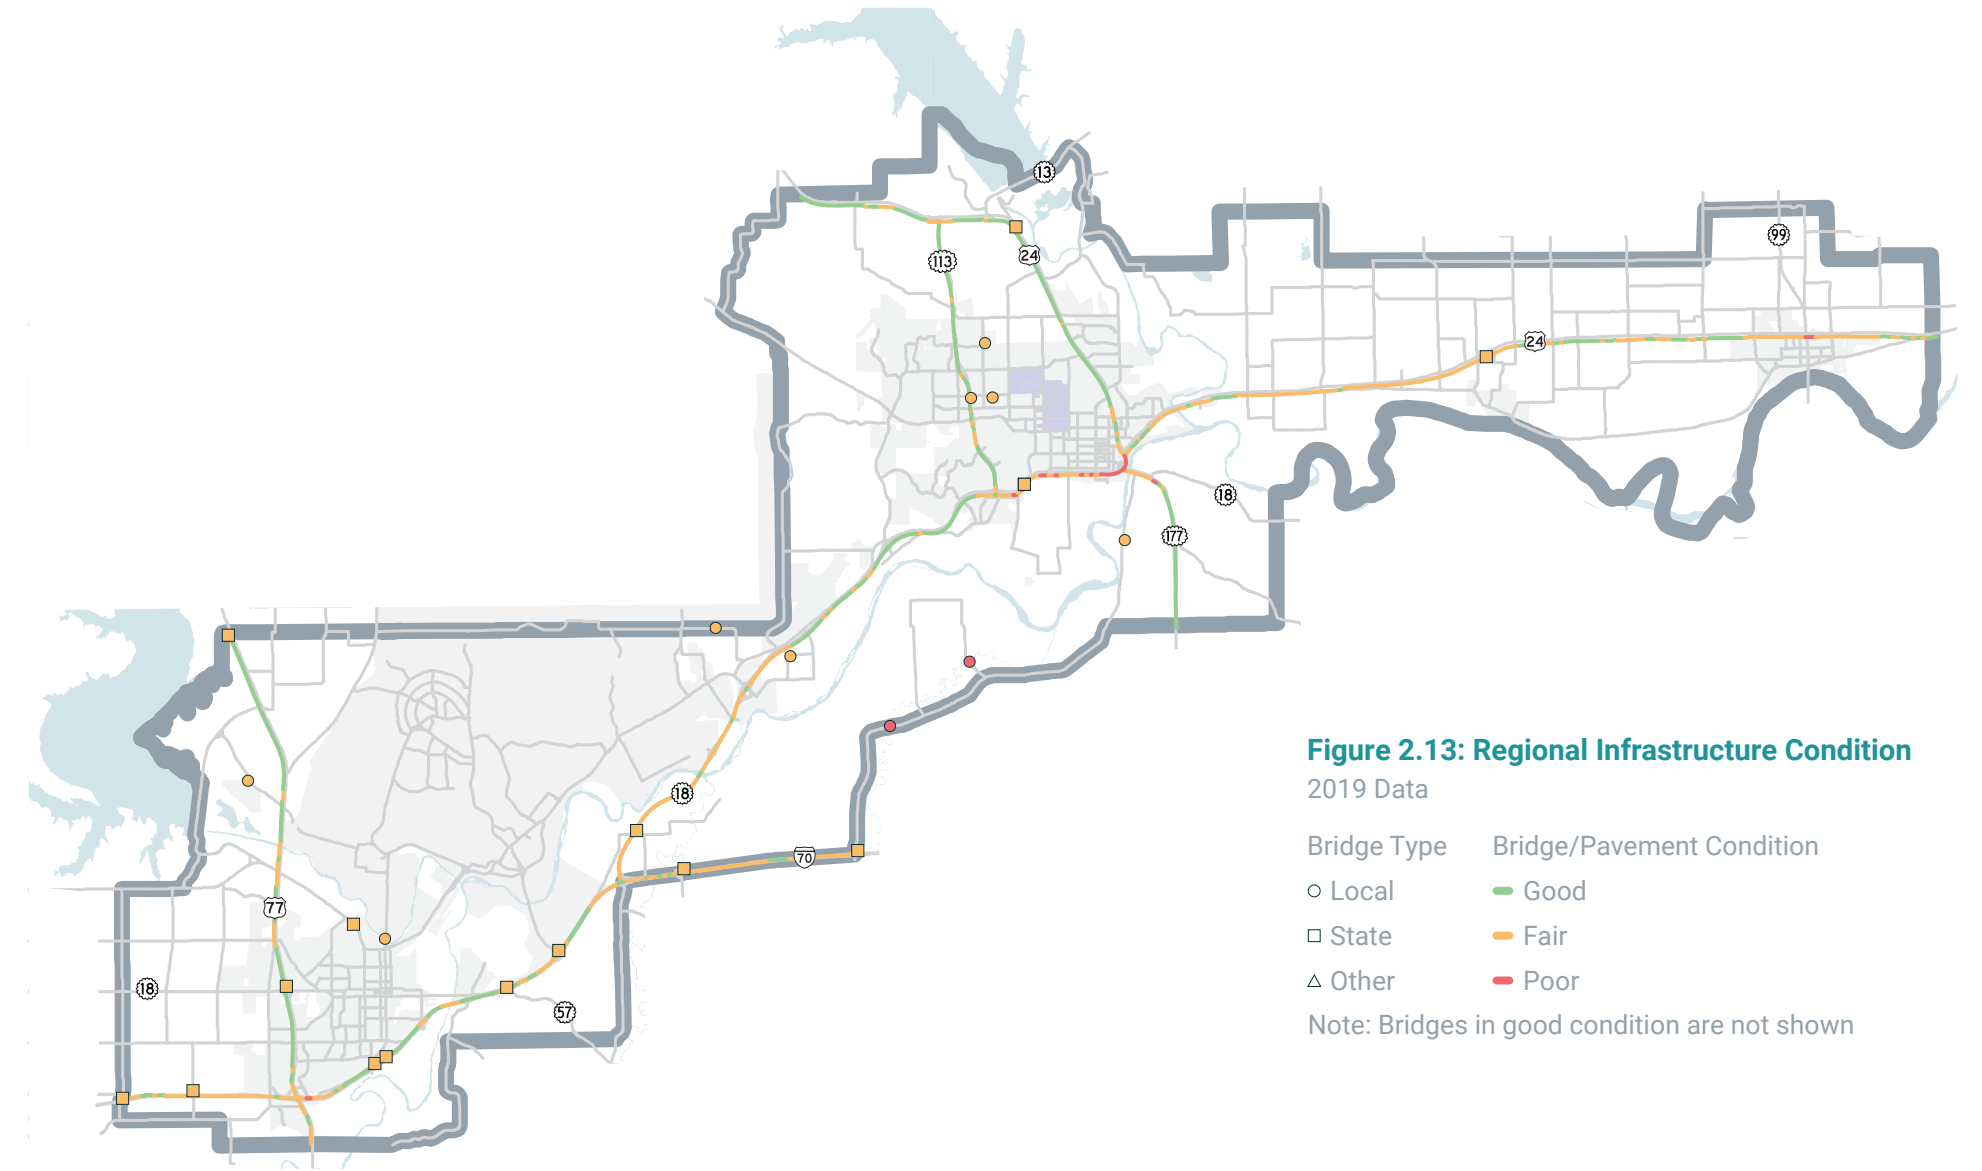 13
99
113
24
24
18
177
18
70
77
18
57
Figure 2.13: Regional Infrastructure Condition
2019 Data
Bridge Type
Bridge/Pavement Condition
Local
Good
State
Fair
Other
Poor
Note: Bridges in good condition are not shown